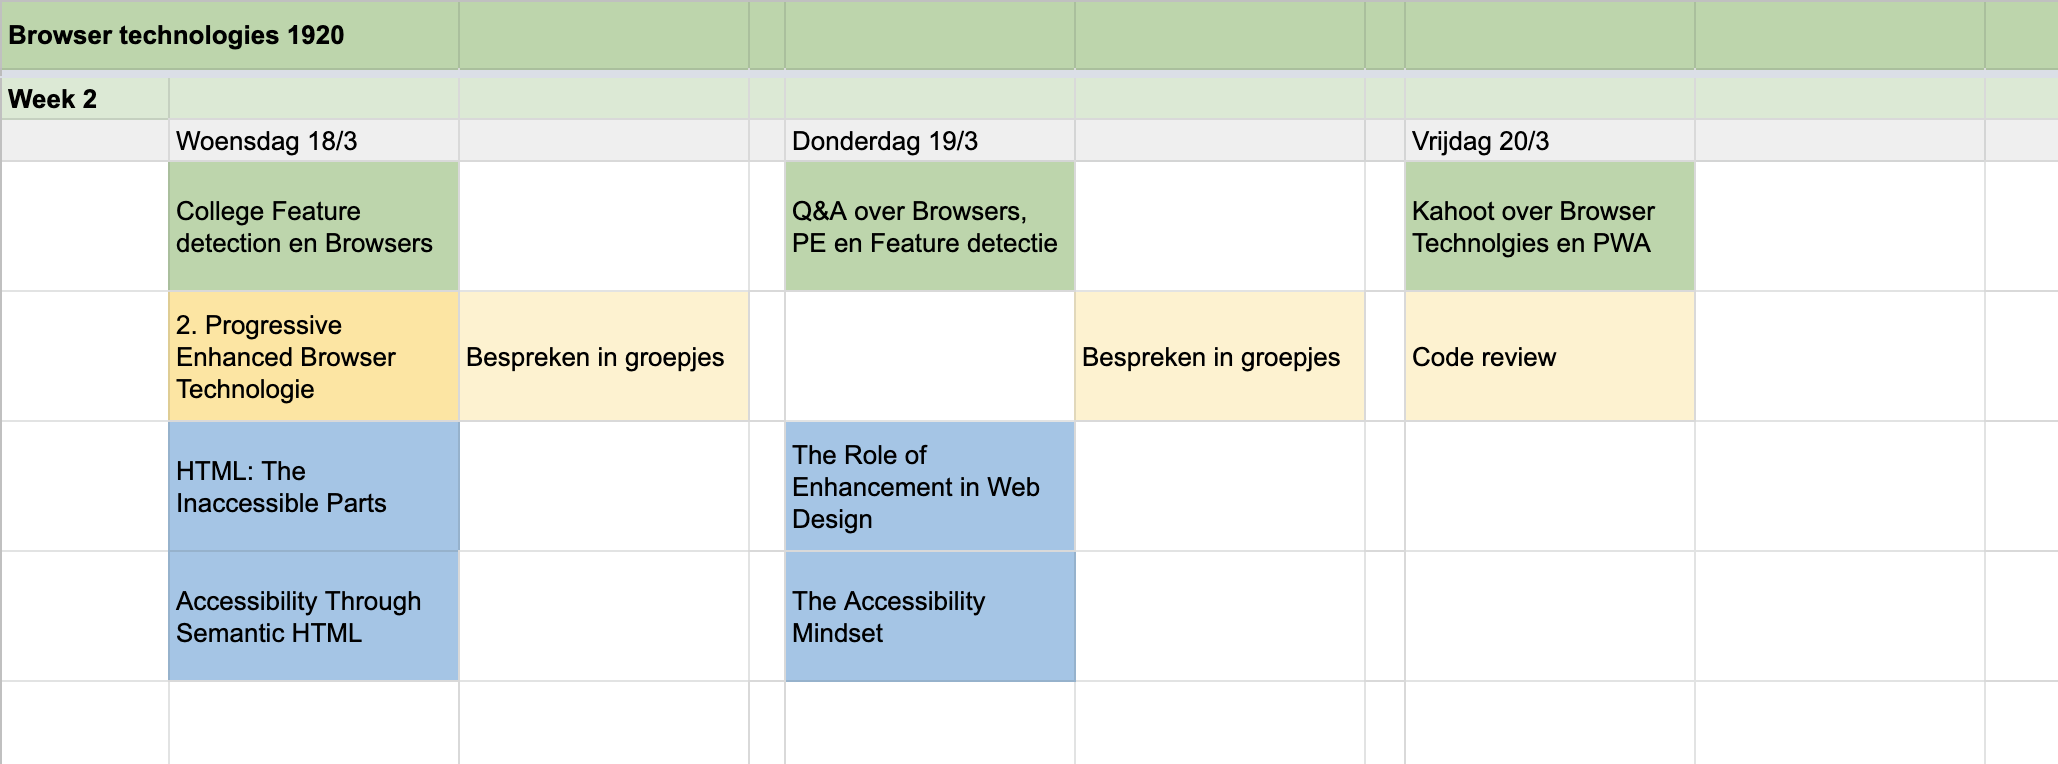 Browser technologies 1920
Week 2
Woensdag 18/3
Donderdag 19/3
Vrijdag 20/3
College Feature
detection en Browsers
Q&A over Browsers,
PE en Feature detectie
Kahoot over Browser
Technolgies en PWA
2. Progressive
Enhanced Browser
Technologie
Bespreken in groepjes
Bespreken in groepjes
Code review
HTML: The
Inaccessible Parts
The Role of
Enhancement in Web
Design
Accessibility Through
Semantic HTML
The Accessibility
Mindset